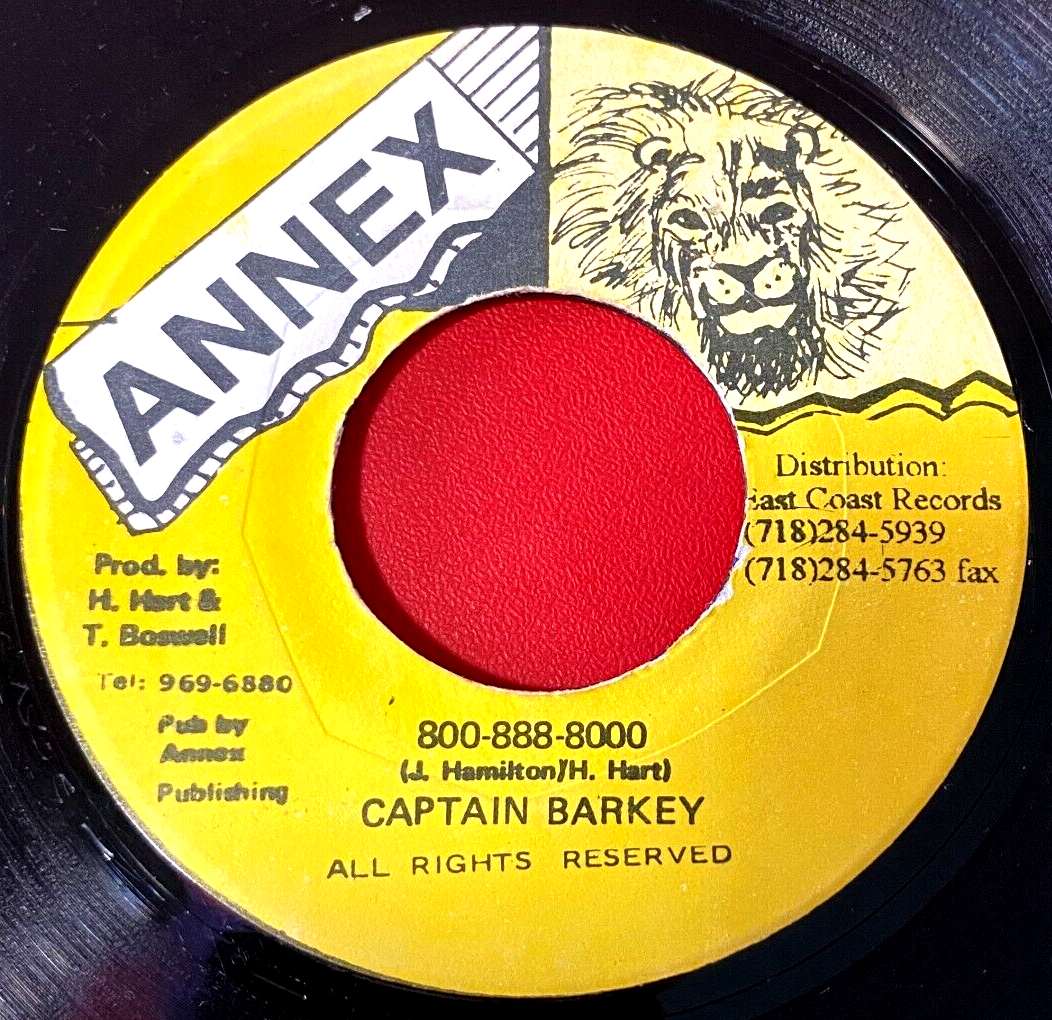 ANNEX
Distribution:
East Coast Records
(718)284-5939
(718)284-5763 fax
Prod. by:
H. Hart &
T. Boswell
Tel: 969-6880
Pub by
Annex
Publishing
800-888-8000
(J. Hamilton/H. Hart)
CAPTAIN BARKEY
ALL RIGHTS RESERVED